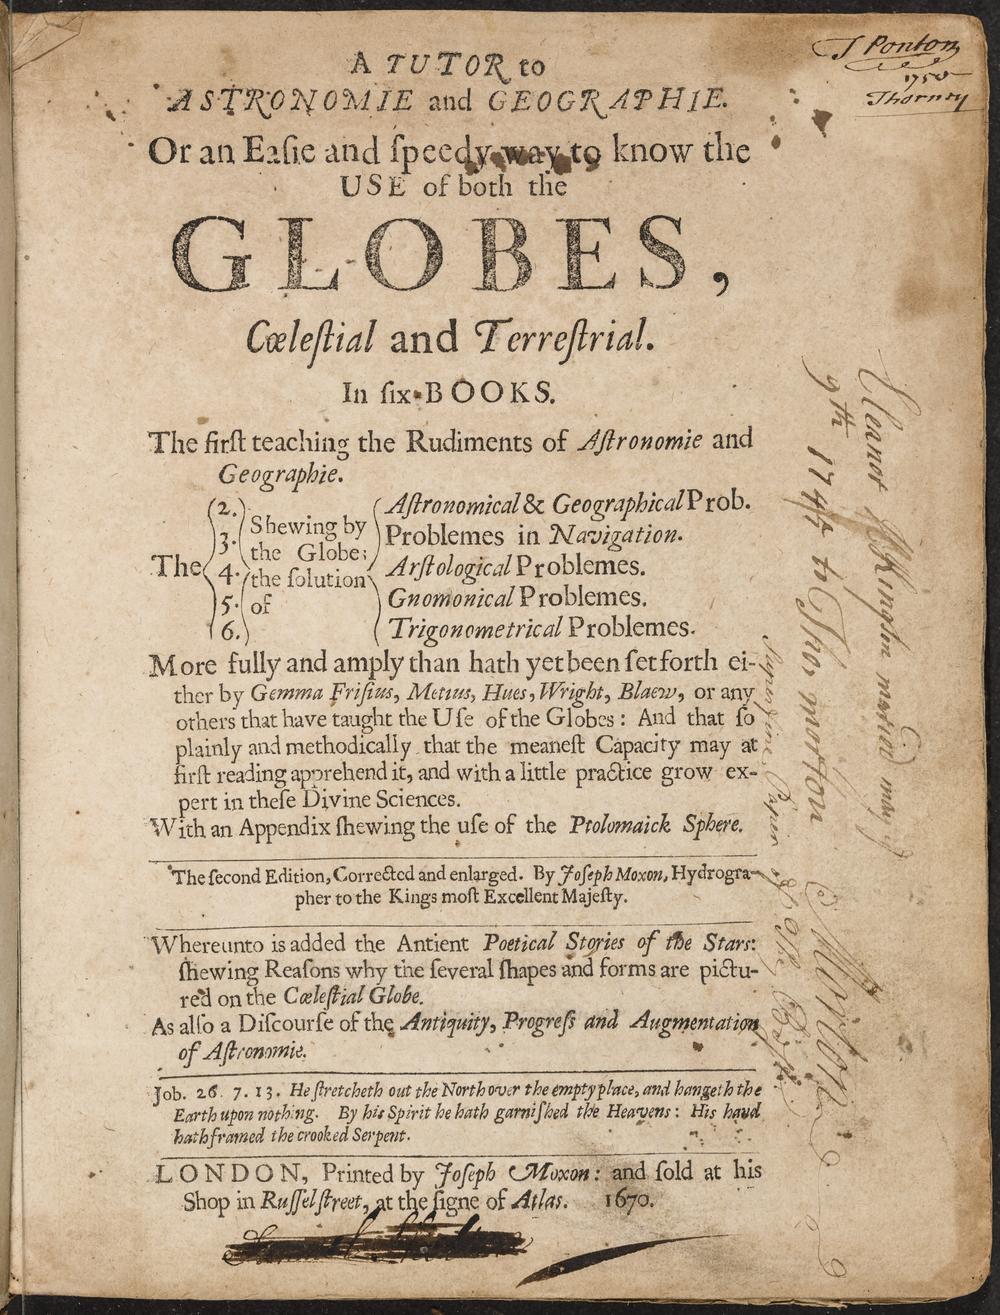 T Ponton
1750
Thorney
A TUTOR to
ASTRONOMIE and GEOGRAPHIE.
Or an Eaſie and ſpeedy way to know the
USE of both the
GLOBES,
Cœleſtial and Terreſtrial.
In ſix BOOKS.
The firſt teaching the Rudiments of Aſtronomie and
Geographie.
The 2. 3. 4. 5. 6.
Shewing by
the Globe;
the ſolution
of
Aſtronomical & Geographical Prob.
Problemes in Navigation.
Arſtological Problemes.
Gnomonical Problemes.
Trigonometrical Problemes.
More fully and amply than hath yet been ſet forth ei-
ther by Gemma Friſius, Metius, Hues, Wright, Blaew, or any
others that have taught the Uſe of the Globes: And that ſo
plainly and methodically that the meaneſt Capacity may at
firſt reading apprehend it, and with a little practice grow ex-
pert in theſe Divine Sciences.
With an Appendix ſhewing the uſe of the Ptolomaick Sphere.
The ſecond Edition, Corrected and enlarged. By Joſeph Moxon, Hydrogra-
pher to the Kings moſt Excellent Majeſty.
Whereunto is added the Antient Poetical Stories of the Stars:
ſhewing Reaſons why the ſeveral ſhapes and forms are pictu-
red on the Cœleſtial Globe.
As alſo a Diſcourſe of the Antiquity, Progreſs and Augmentation
of Aſtronomie.
Job. 26. 7. 13. He ſtretcheth out the North over the empty place, and hangeth the
Earth upon nothing. By his Spirit he hath garniſhed the Heavens: His hand
hath framed the crooked Serpent.
LONDON, Printed by Joſeph Moxon: and ſold at his
Shop in Ruſſelſtreet, at the ſigne of Atlas. 1670.
Eleanor may
9th 1745 to morton
Paper of the